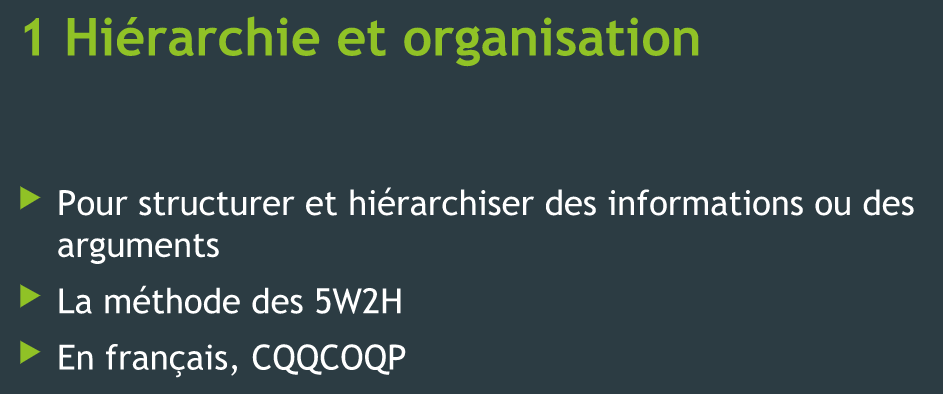 1 Hiérarchie et organisation
Pour structurer et hiérarchiser des informations ou des
arguments
La méthode des 5W2H
En français, CQQCOQP